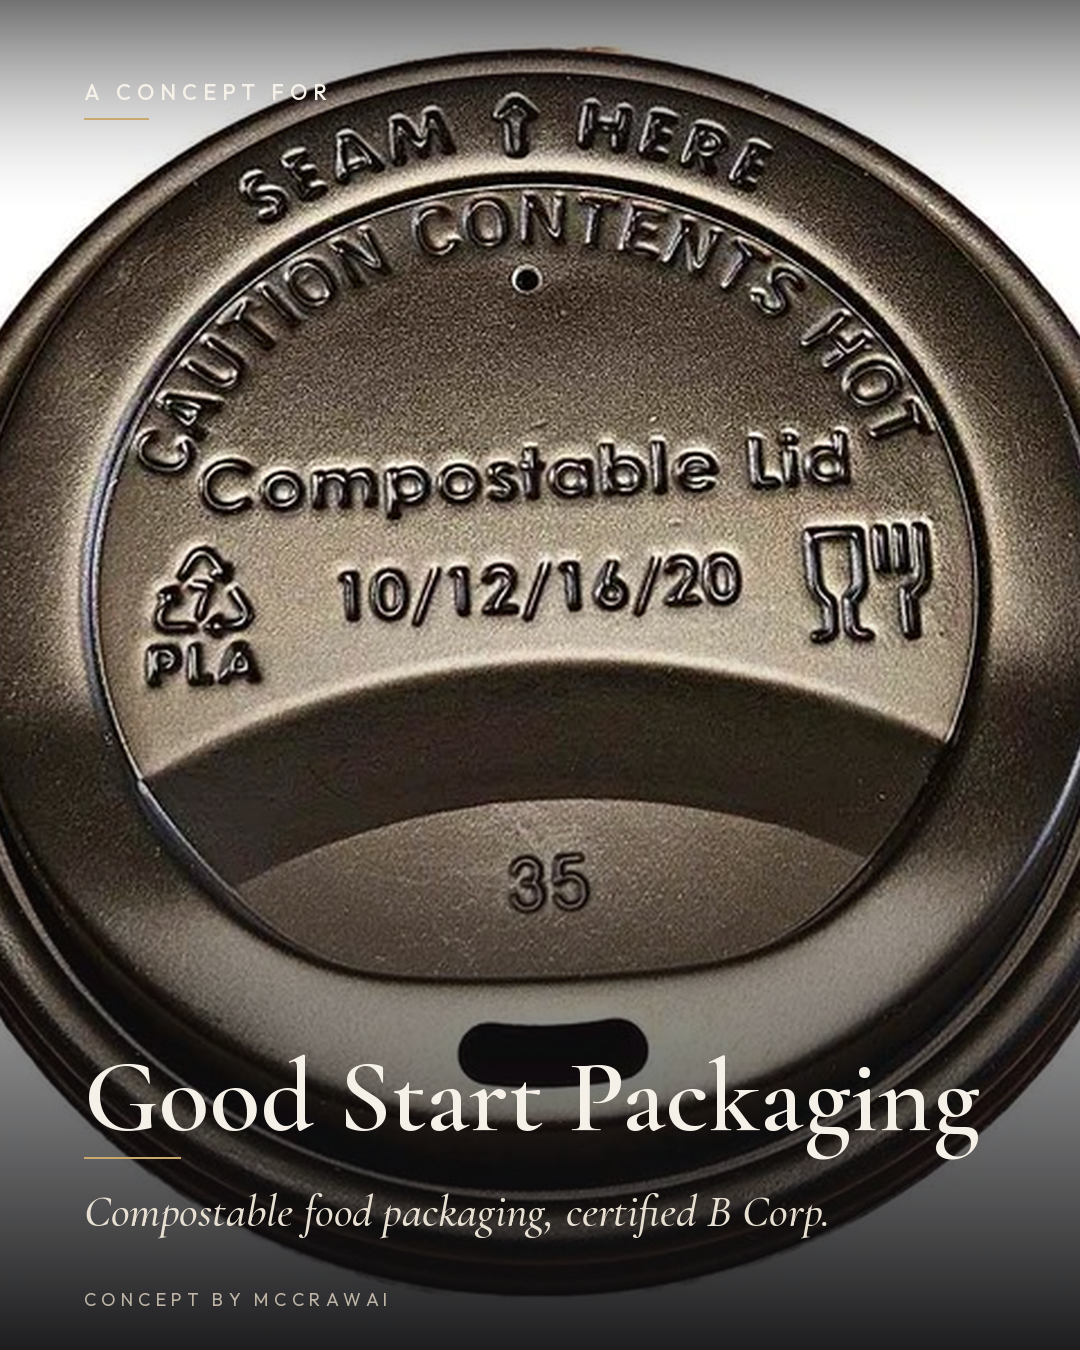 A CONCEPT FOR
SEAM HERE
CAUTION CONTENTS HOT
Compostable Lid
10/12/16/20
7
PLA
35
Good Start Packaging
Compostable food packaging, certified B Corp.
CONCEPT BY MCCRAWAI